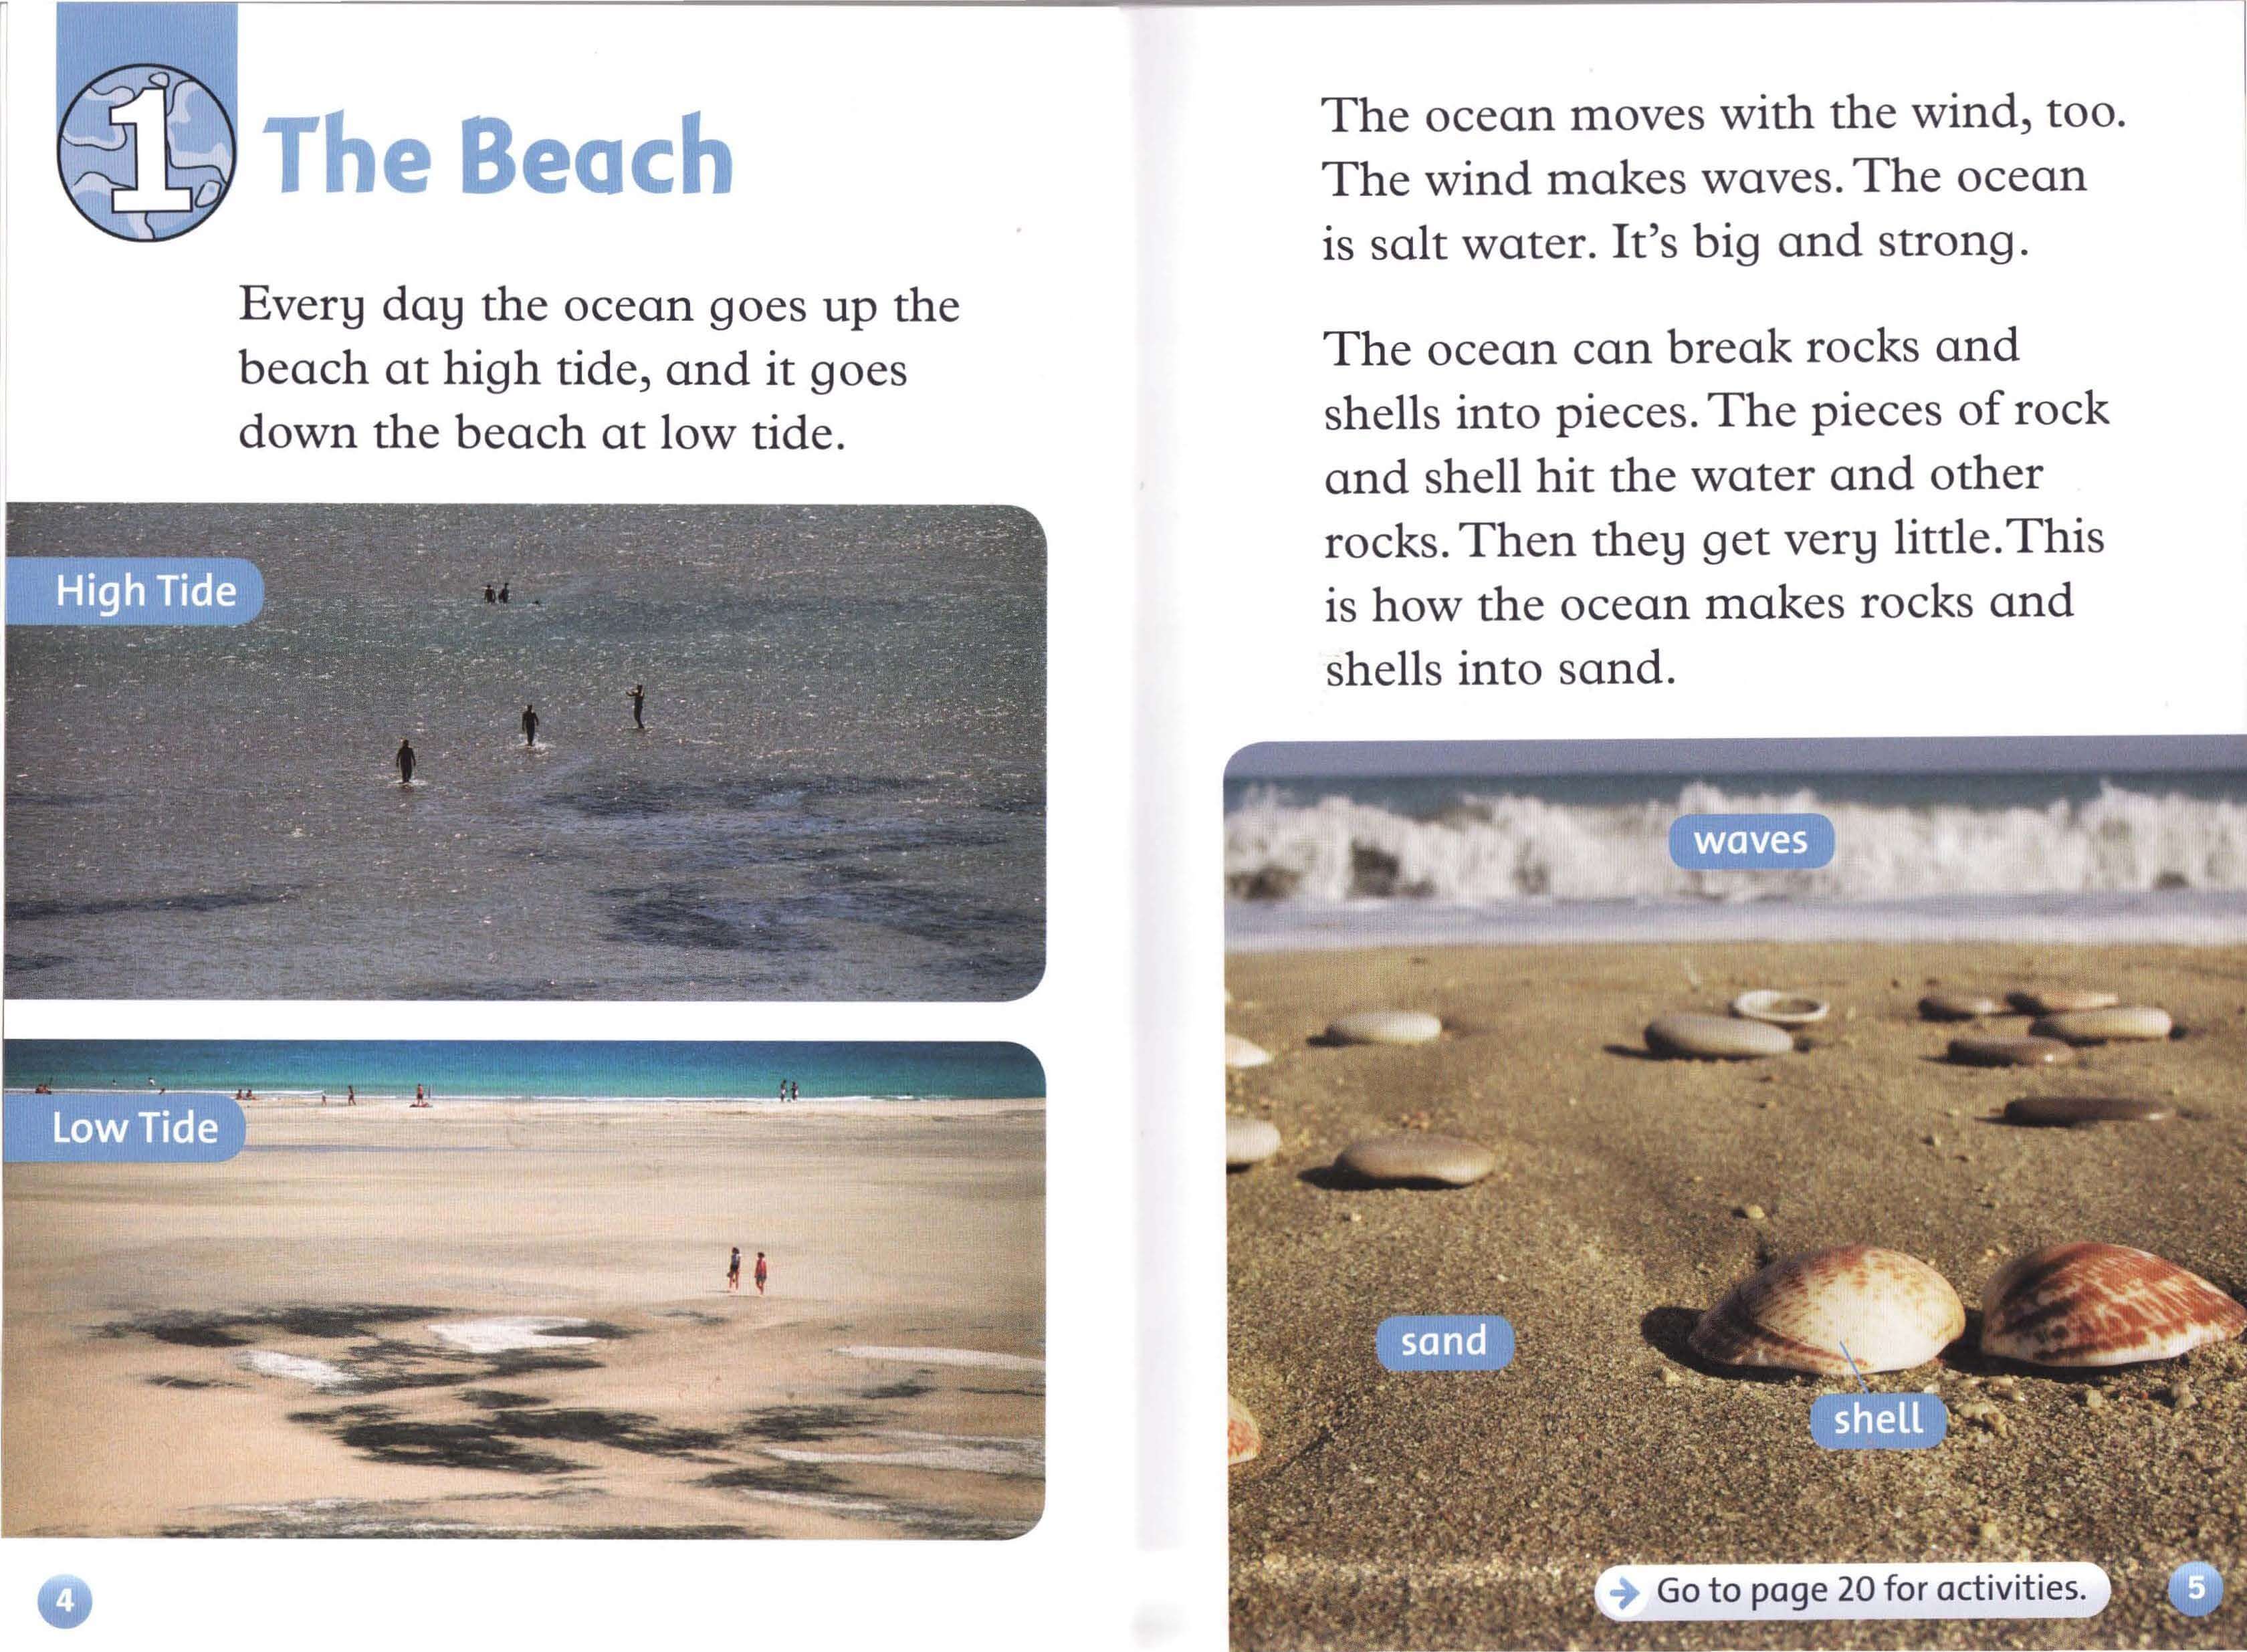 1
The Beach
Every day the ocean goes up the
beach at high tide, and it goes
down the beach at low tide.
High Tide
Low Tide
4
The ocean moves with the wind, too.
The wind makes waves. The ocean
is salt water. It's big and strong.
The ocean can break rocks and
shells into pieces. The pieces of rock
and shell hit the water and other
rocks. Then they get very little. This
is how the ocean makes rocks and
shells into sand.
waves
sand
shell
Go to page 20 for activities.
5